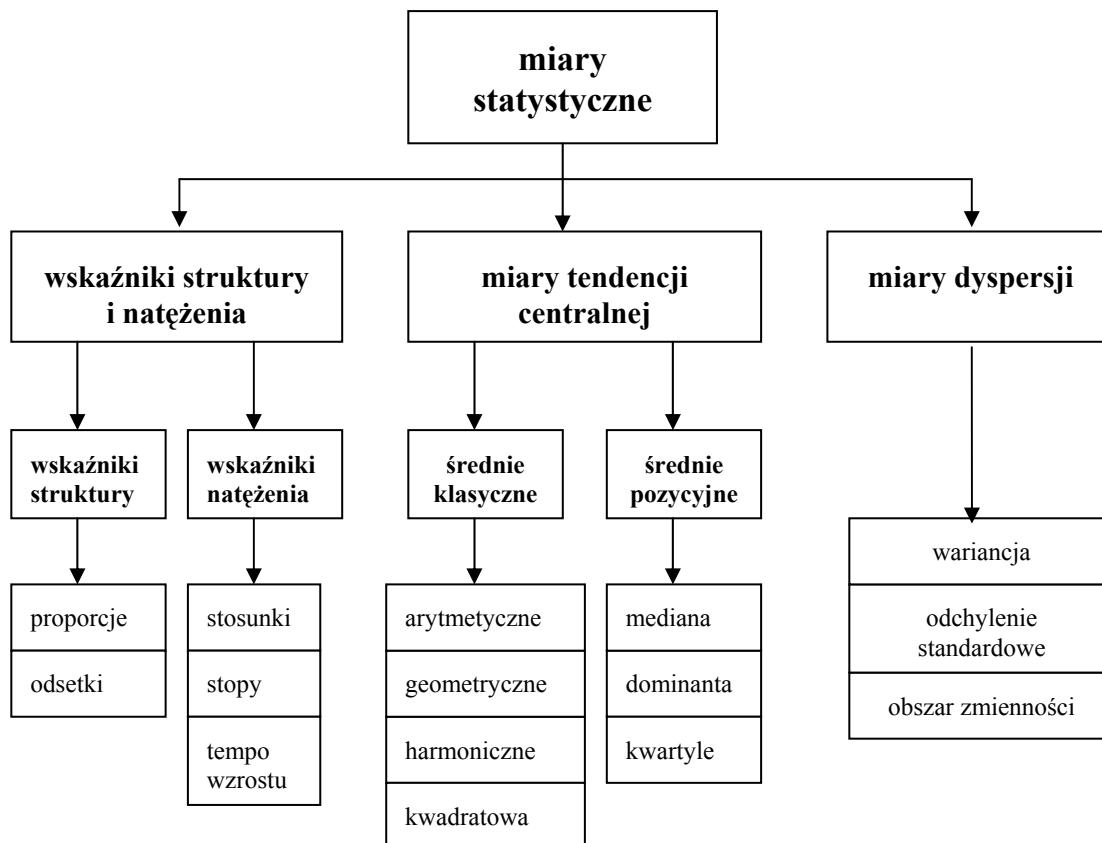 miary
statystyczne
wskaźniki struktury
i natężenia
miary tendencji
centralnej
miary dyspersji
wskaźniki
struktury
wskaźniki
natężenia
średnie
klasyczne
średnie
pozycyjne
proporcje
odsetki
stosunki
stopy
tempo
wzrostu
arytmetyczne
geometryczne
harmoniczne
kwadratowa
mediana
dominanta
kwartyle
wariancja
odchylenie
standardowe
obszar zmienności